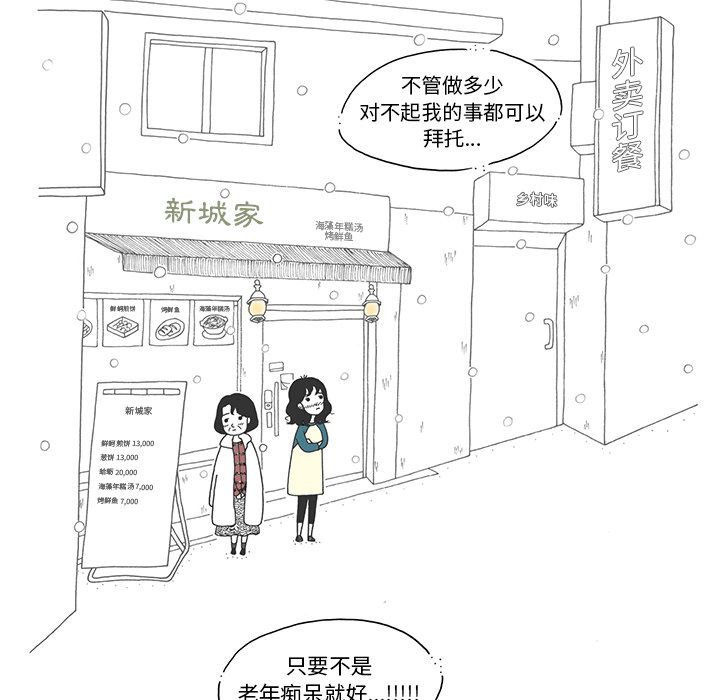 不管做多少
对不起我的事都可以
拜托...
外卖订餐
乡村味
新城家
海藻年糕汤
烤鲜鱼
鲜蚵煎饼
烤鲜鱼
海藻年糕汤
新城家
鲜蚵煎饼 13,000
葱饼 13,000
蛤蛎 20,000
海藻年糕汤 7,000
烤鲜鱼 7,000
只要不是
老年痴呆就好...!!!!!